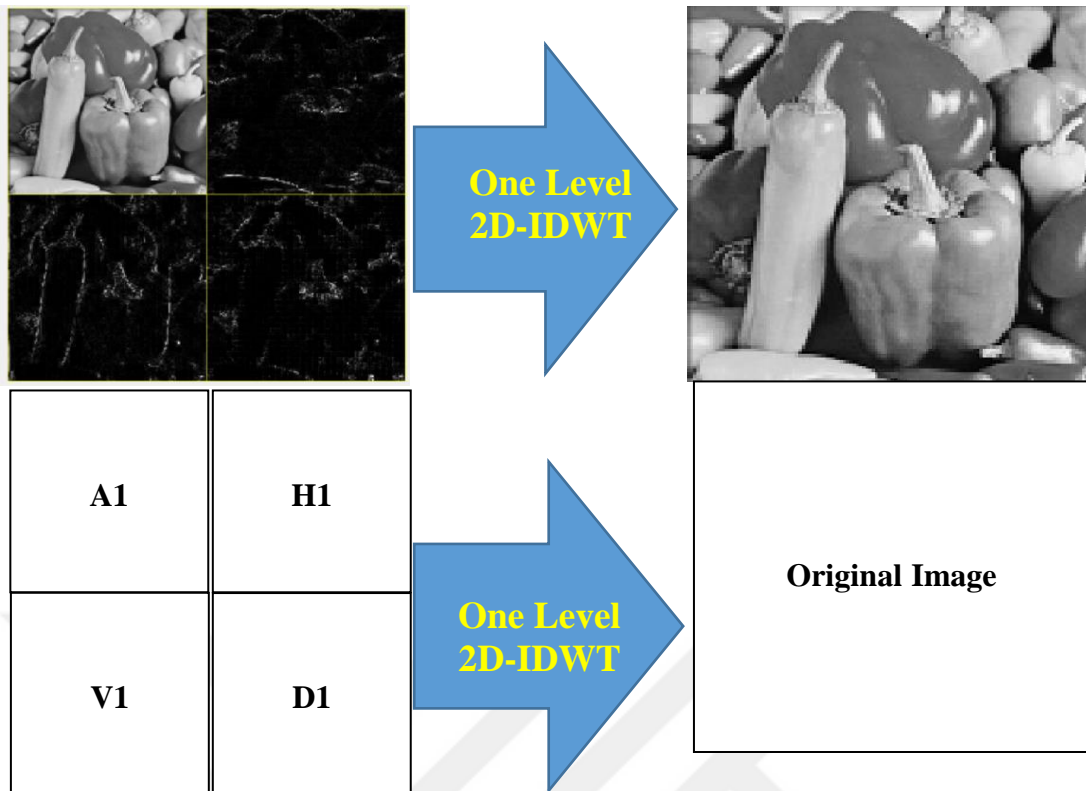 One Level
2D-IDWT
A1
H1
V1
D1
One Level
2D-IDWT
Original Image